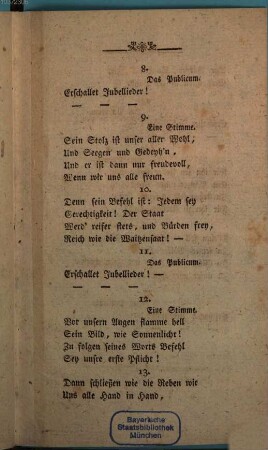 8.
Das Publicum.
Erschallet Jubellieder!
— — —
9.
Eine Stimme.
Sein Stolz ist unser aller Wohl,
Und Seegen und Gedeyh'n,
Und er ist dann nur freudevoll,
Wenn wir uns alle freun.
10.
Denn sein Befehl ist: Jedem sey
Gerechtigkeit! Der Staat
Werd' reifer stets, und Bürden frey,
Reich wie die Waitzensaat! —
11.
Das Publicum.
Erschallet Jubellieder! —
— — —
12.
Eine Stimme.
Vor unsern Augen flamme hell
Sein Bild, wie Sonnenlicht!
Zu folgen seines Worts Befehl
Sey unsre erste Pflicht!
13.
Dann schließen wie die Reben wir
Uns alle Hand in Hand,
Bayerische
Staatsbibliothek
München